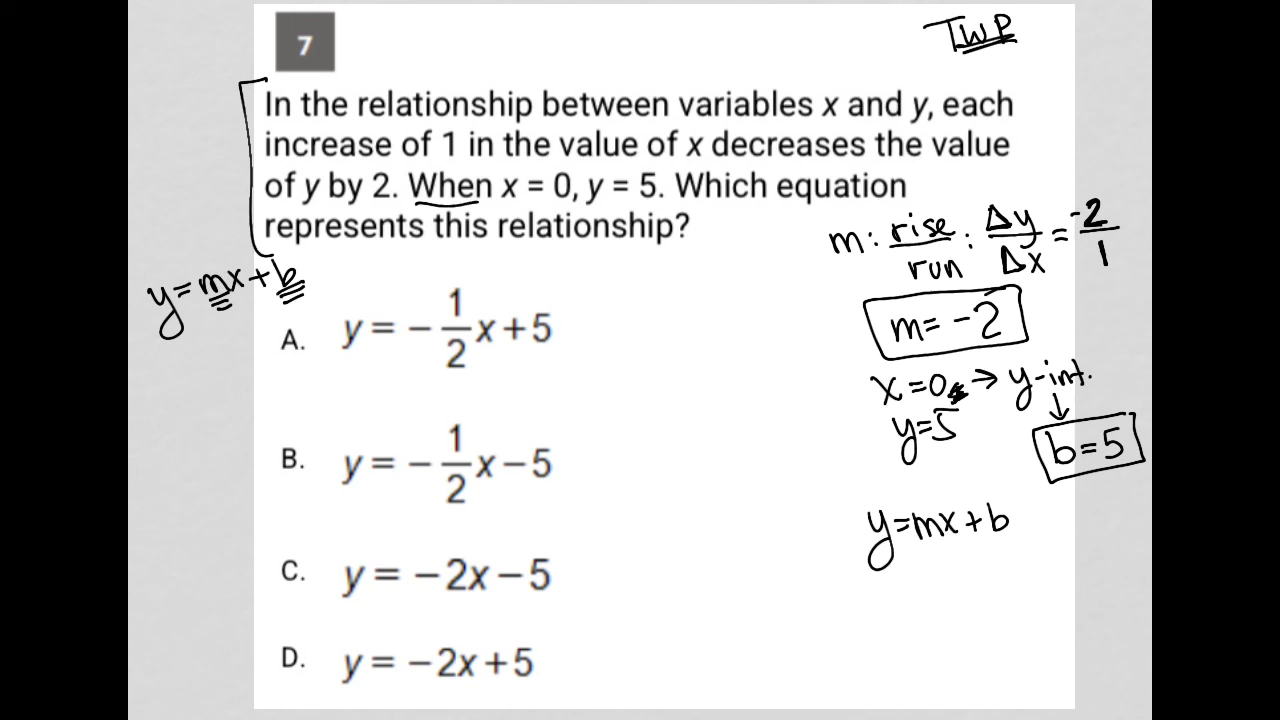 7
TWP
In the relationship between variables x and y, each
increase of 1 in the value of x decreases the value
of y by 2. When x = 0, y = 5. Which equation
represents this relationship?
y=mx+b
m: rise/run : Δy/Δx = -2/1
m= -2
x=0 → y-int.
y=5
↓
b=5
y=mx+b
A. y = − 1/2 x + 5
B. y = − 1/2 x − 5
C. y = −2x − 5
D. y = −2x + 5